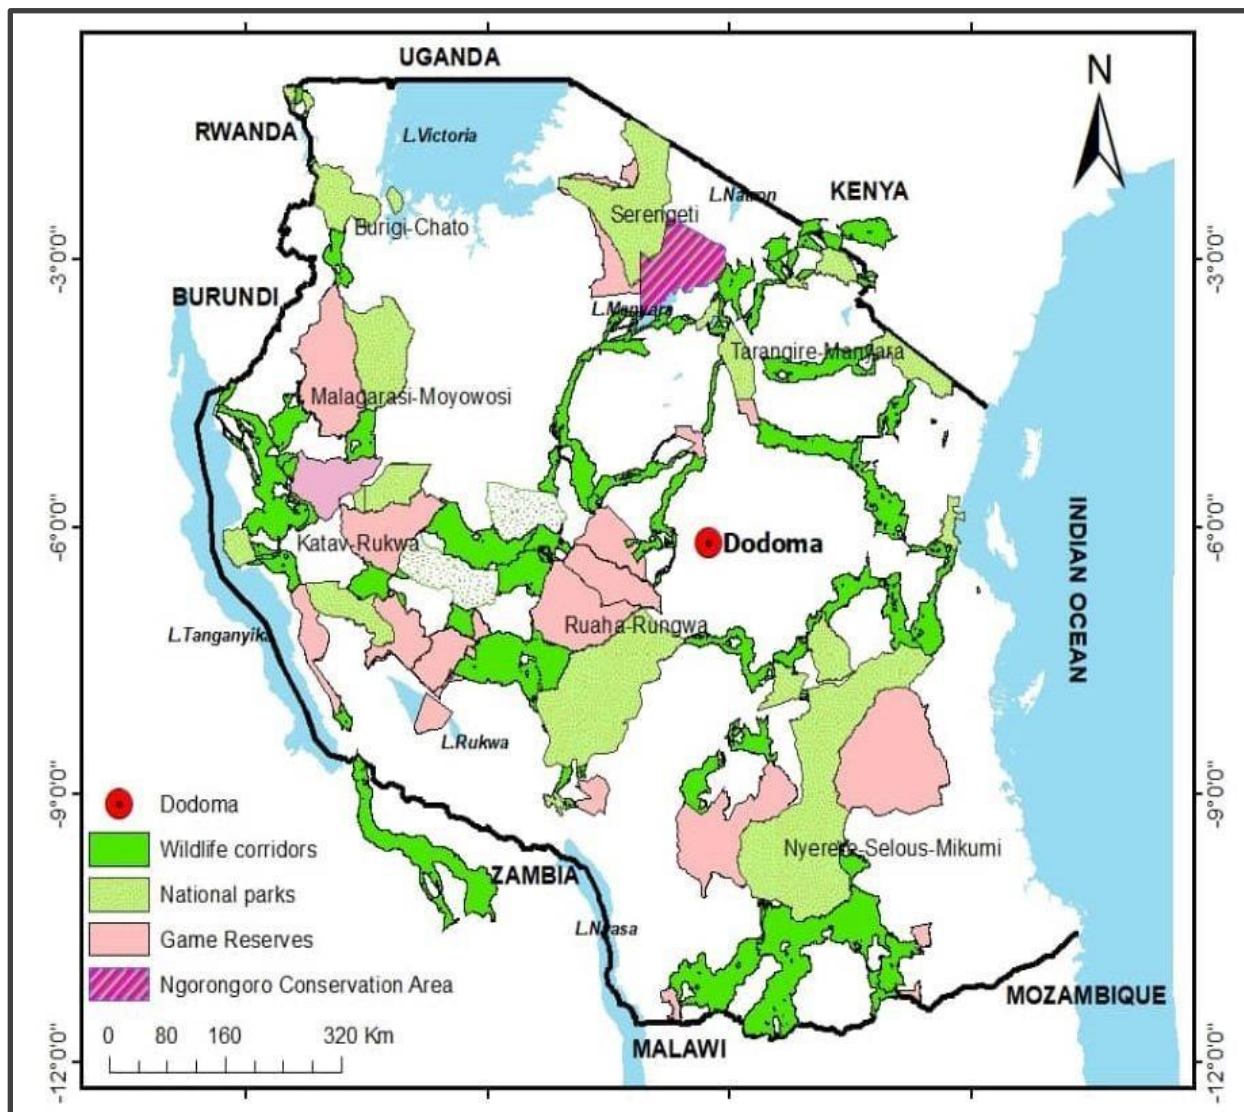 UGANDA
N
RWANDA
L.Victoria
L.Natron
KENYA
Serengeti
Burigi-Chato
-3°0'0"
-3°0'0"
BURUNDI
L.Manyara
Tarangire-Manyara
Malagarasi-Moyowosi
-6°0'0"
-6°0'0"
Katav-Rukwa
Dodoma
INDIAN OCEAN
L.Tanganyika
Ruaha-Rungwa
L.Rukwa
-9°0'0"
-9°0'0"
Dodoma
Wildlife corridors
Nyerere-Selous-Mikumi
ZAMBIA
National parks
L.Nyasa
Game Reserves
Ngorongoro Conservation Area
MOZAMBIQUE
0 80 160 320 Km
MALAWI
-12°0'0"
-12°0'0"